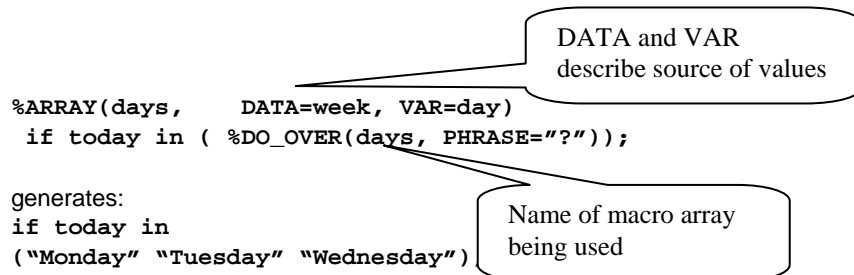 DATA and VAR
describe source of values
%ARRAY(days, DATA=week, VAR=day)
if today in ( %DO_OVER(days, PHRASE=”?”));
generates:
if today in
(“Monday” “Tuesday” “Wednesday”)
Name of macro array
being used